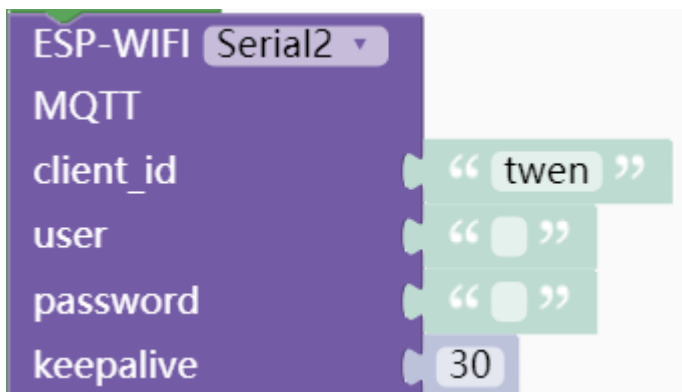 ESP-WIFI Serial2
MQTT
client_id “ twen ”
user “ ”
password “ ”
keepalive 30